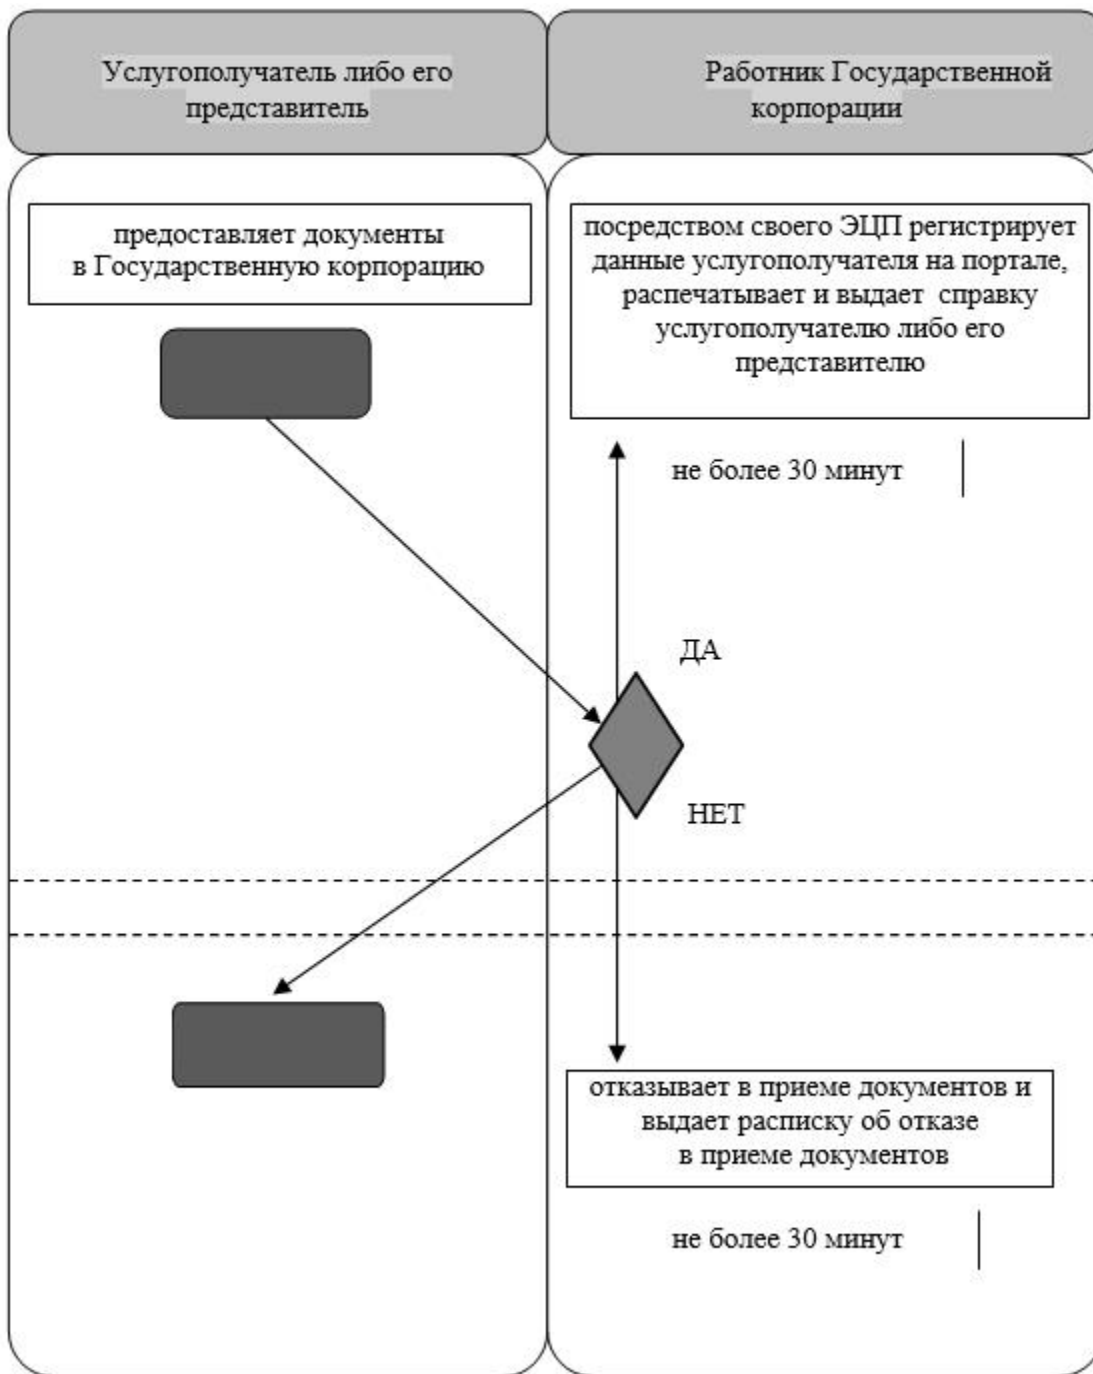 Услугополучатель либо его
представитель
Работник Государственной
корпорации
предоставляет документы
в Государственную корпорацию
посредством своего ЭЦП регистрирует
данные услугополучателя на портале,
распечатывает и выдает справку
услугополучателю либо его
представителю
не более 30 минут
ДА
НЕТ
отказывает в приеме документов и
выдает расписку об отказе
в приеме документов
не более 30 минут